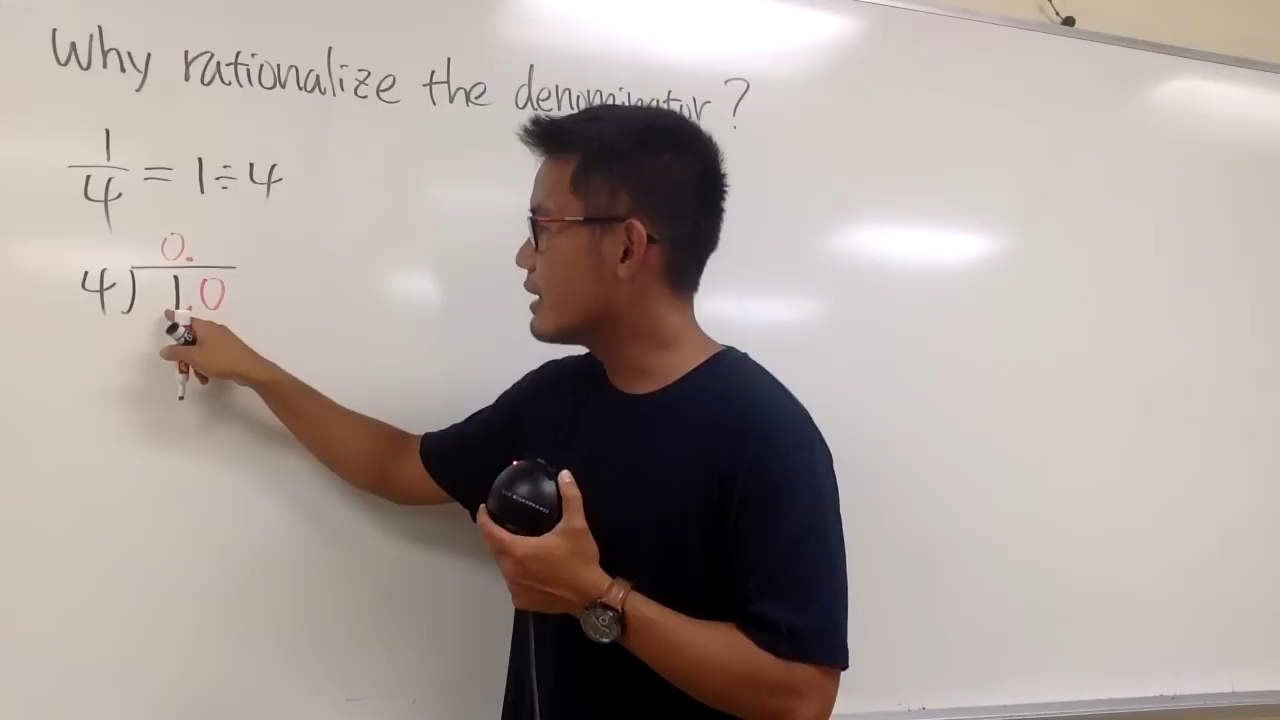 Why rationalize the denominator?
1/4 = 1÷4
0.
4) 1.0